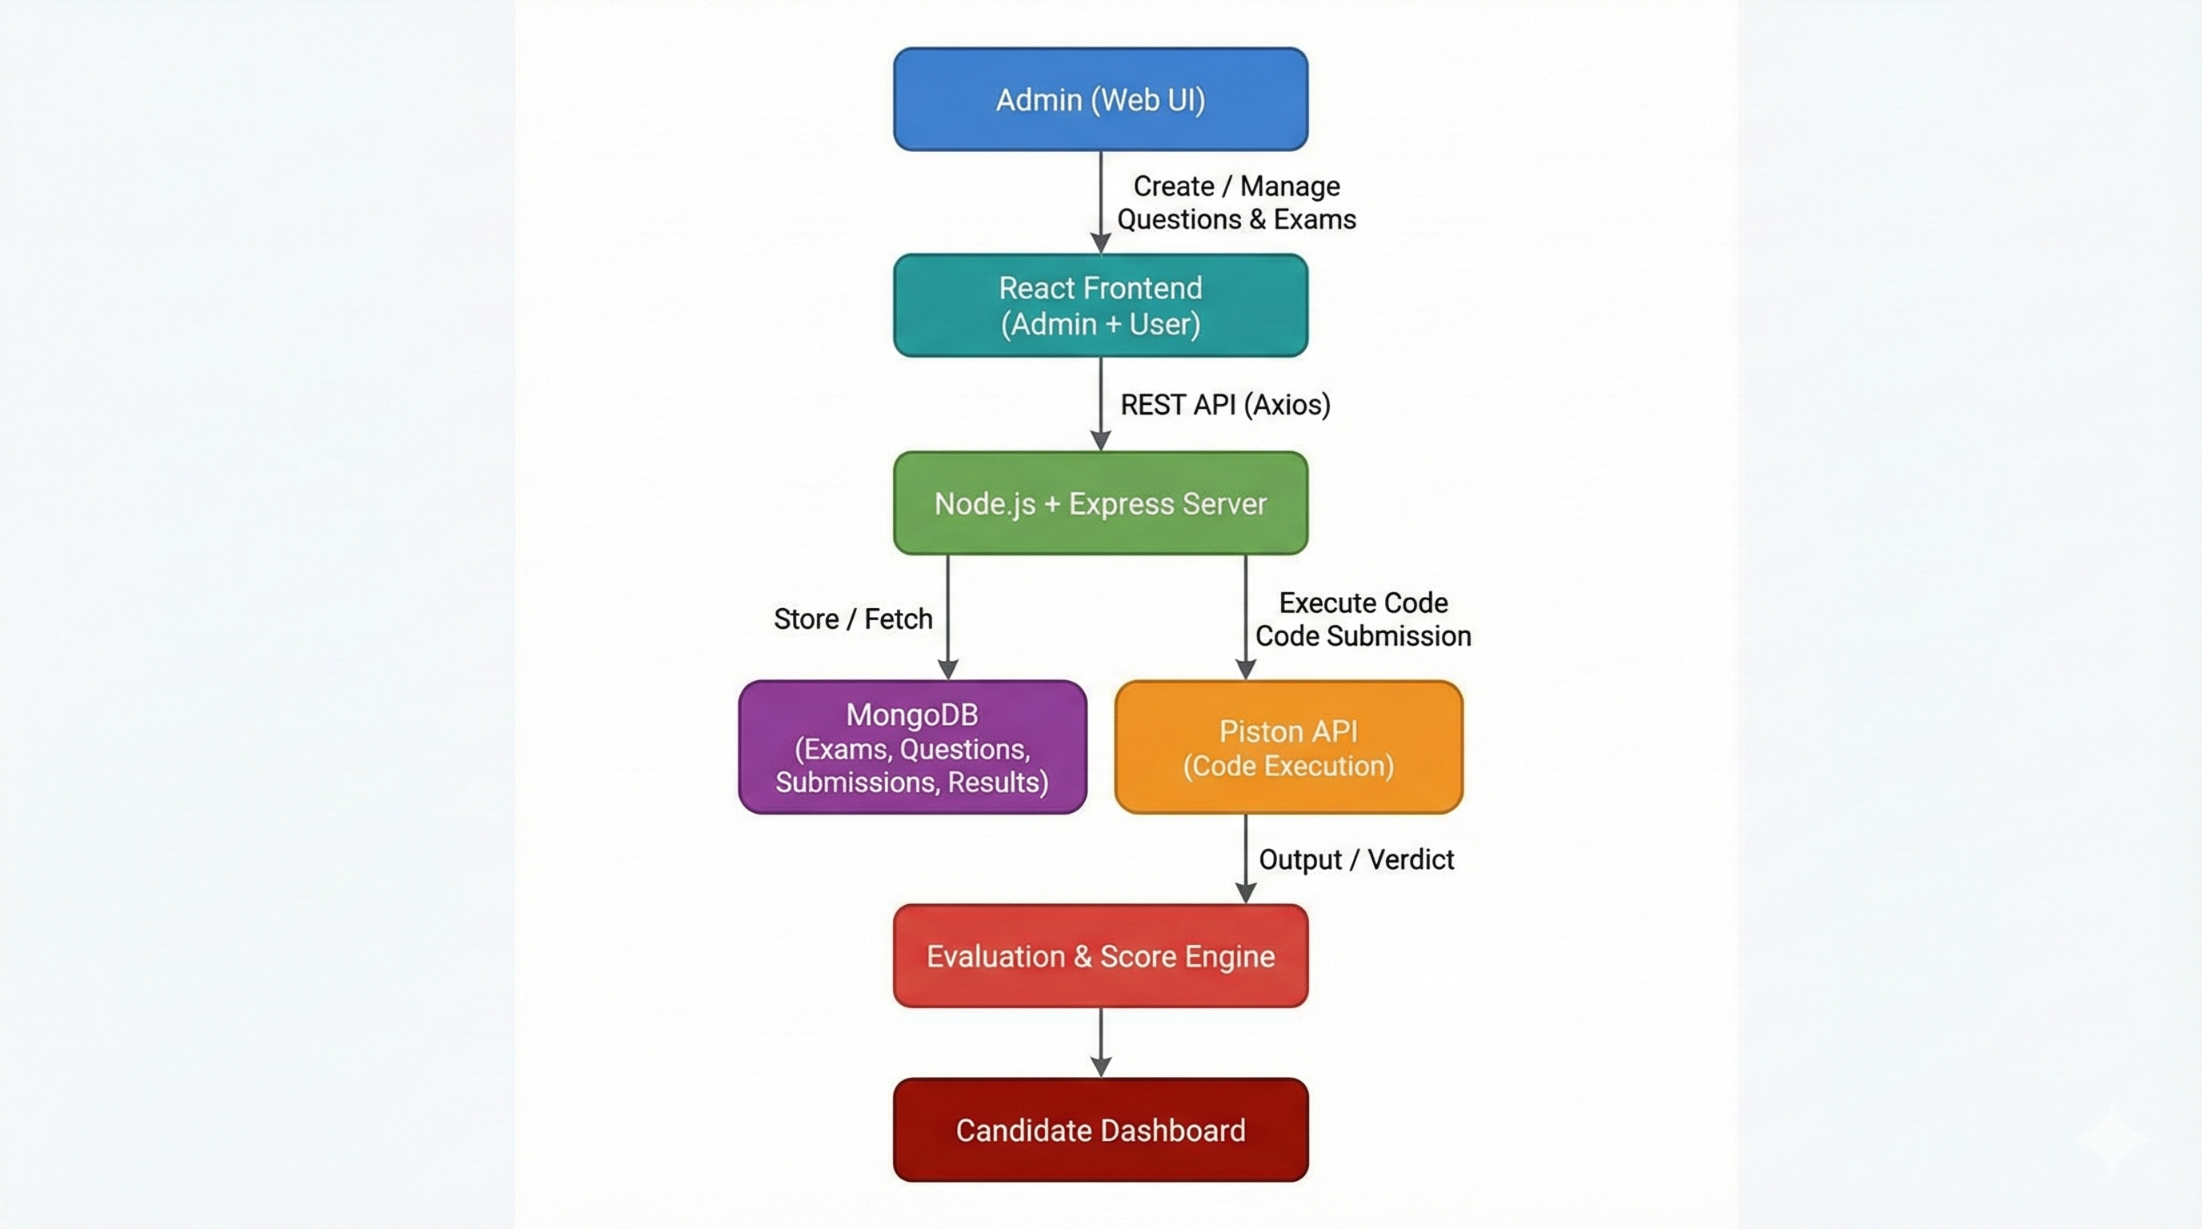 Admin (Web UI)
Create / Manage
Questions & Exams
React Frontend
(Admin + User)
REST API (Axios)
Node.js + Express Server
Store / Fetch
Execute Code
Code Submission
MongoDB
(Exams, Questions,
Submissions, Results)
Piston API
(Code Execution)
Output / Verdict
Evaluation & Score Engine
Candidate Dashboard